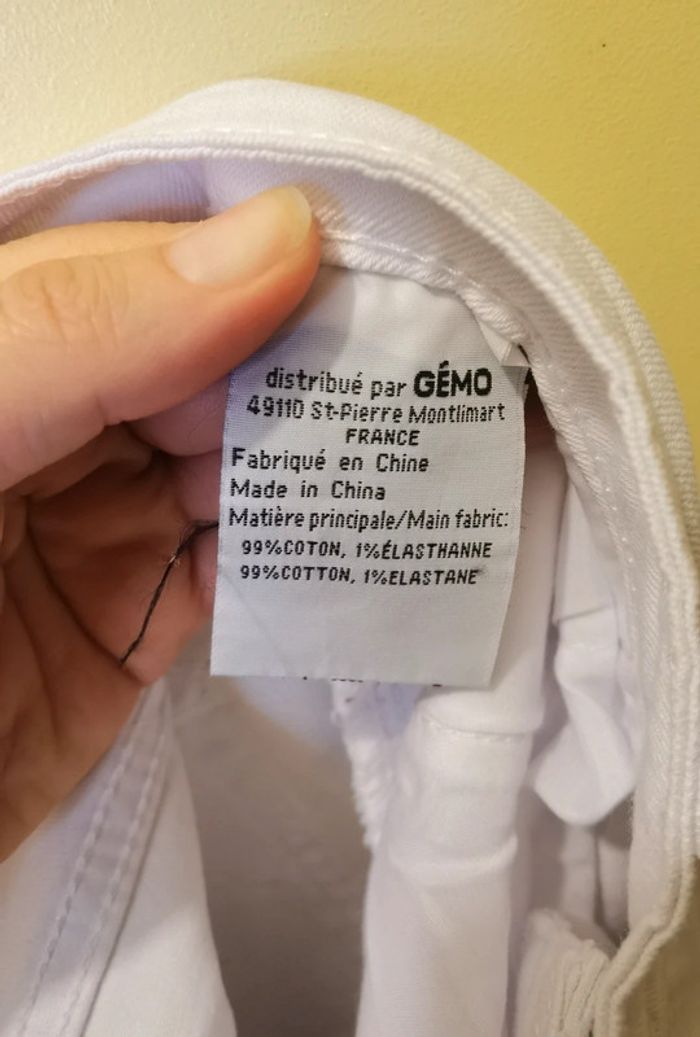 distribué par GÉMO
49110 St-Pierre Montlimart
FRANCE
Fabriqué en Chine
Made in China
Matière principale/Main fabric:
99%COTON, 1%ÉLASTHANNE
99%COTTON, 1%ELASTANE